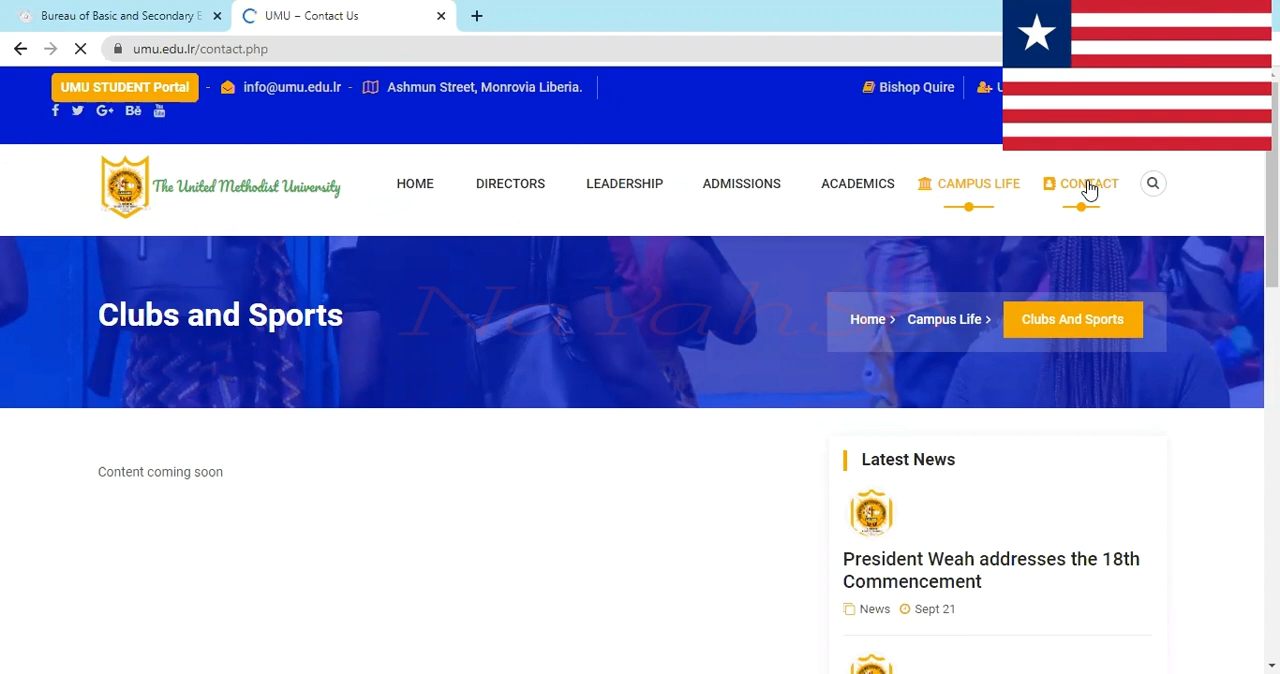 Bureau of Basic and Secondary E
UMU – Contact Us
umu.edu.lr/contact.php
UMU STUDENT Portal - info@umu.edu.lr - Ashmun Street, Monrovia Liberia.
Bishop Quire
The United Methodist University
HOME DIRECTORS LEADERSHIP ADMISSIONS ACADEMICS CAMPUS LIFE CONTACT
Clubs and Sports
Home > Campus Life > Clubs And Sports
Content coming soon
Latest News
President Weah addresses the 18th
Commencement
News Sept 21